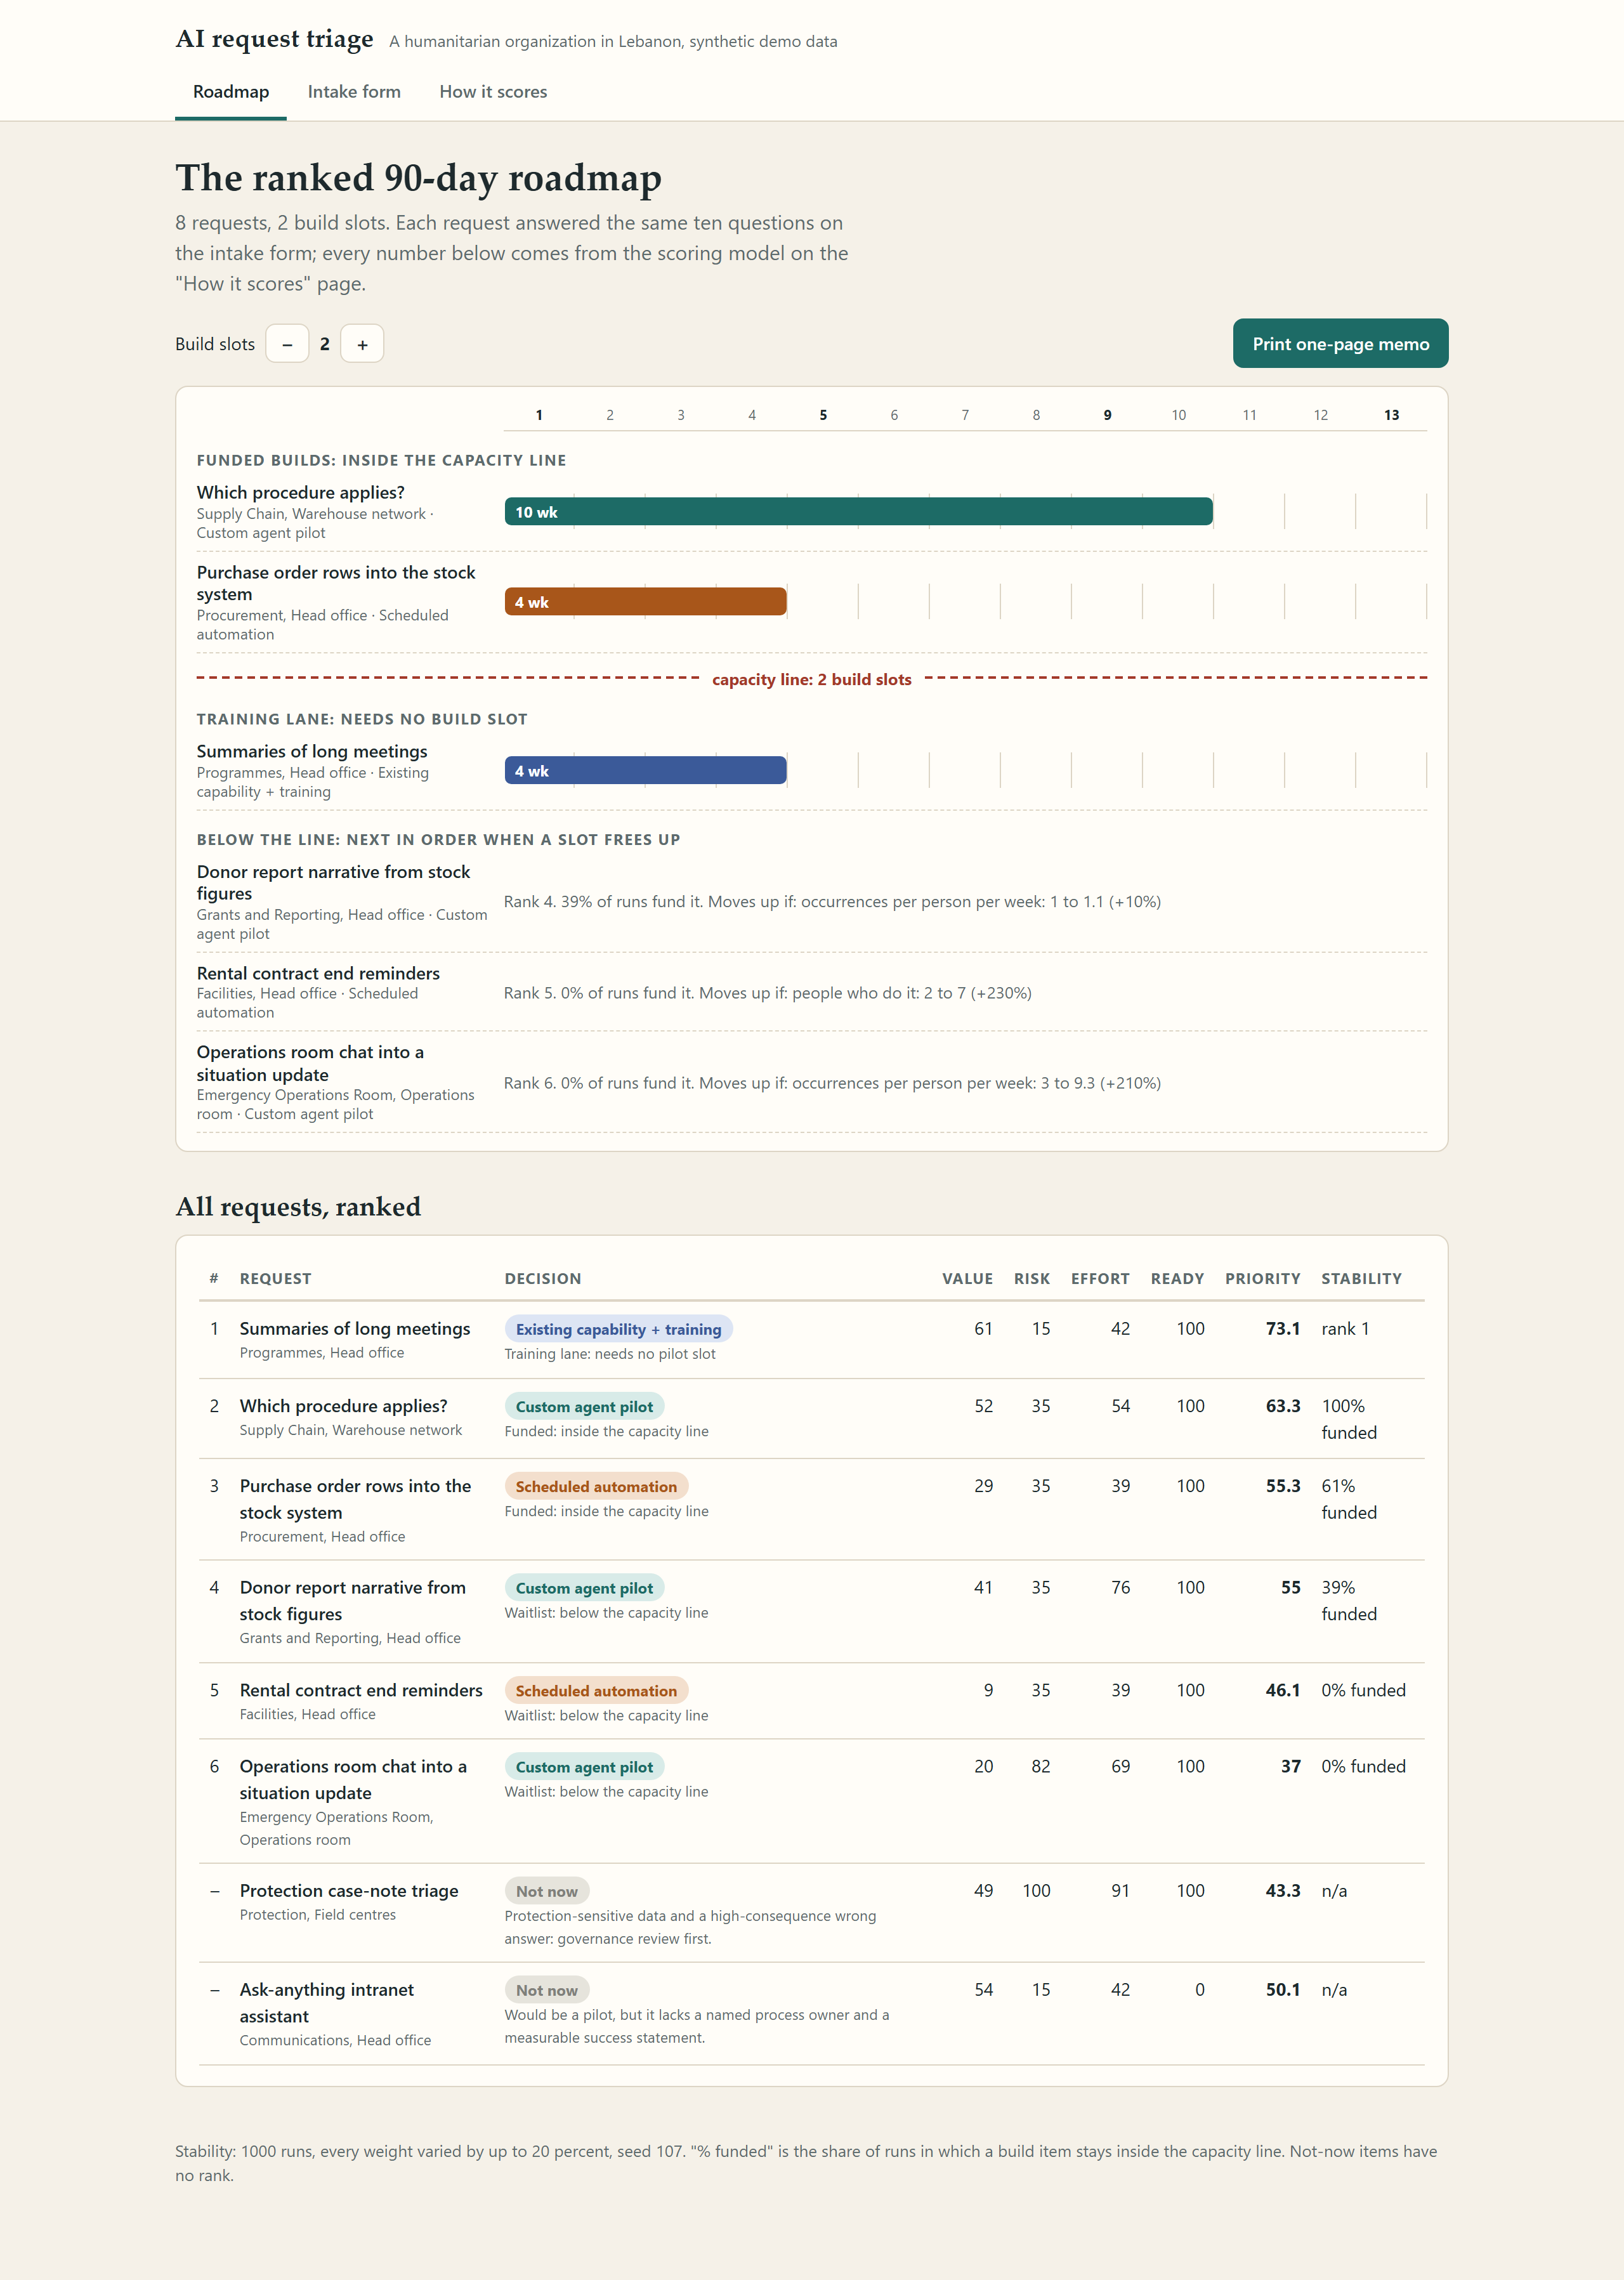 AI request triage A humanitarian organization in Lebanon, synthetic demo data
Roadmap Intake form How it scores
The ranked 90-day roadmap
8 requests, 2 build slots. Each request answered the same ten questions on
the intake form; every number below comes from the scoring model on the
"How it scores" page.
Build slots − 2 + Print one-page memo
1 2 3 4 5 6 7 8 9 10 11 12 13
FUNDED BUILDS: INSIDE THE CAPACITY LINE
Which procedure applies?
Supply Chain, Warehouse network ·
Custom agent pilot
10 wk
Purchase order rows into the stock
system
Procurement, Head office · Scheduled
automation
4 wk
capacity line: 2 build slots
TRAINING LANE: NEEDS NO BUILD SLOT
Summaries of long meetings
Programmes, Head office · Existing
capability + training
4 wk
BELOW THE LINE: NEXT IN ORDER WHEN A SLOT FREES UP
Donor report narrative from stock
figures
Grants and Reporting, Head office · Custom
agent pilot
Rank 4. 39% of runs fund it. Moves up if: occurrences per person per week: 1 to 1.1 (+10%)
Rental contract end reminders
Facilities, Head office · Scheduled
automation
Rank 5. 0% of runs fund it. Moves up if: people who do it: 2 to 7 (+230%)
Operations room chat into a
situation update
Emergency Operations Room, Operations
room · Custom agent pilot
Rank 6. 0% of runs fund it. Moves up if: occurrences per person per week: 3 to 9.3 (+210%)
All requests, ranked
# REQUEST DECISION VALUE RISK EFFORT READY PRIORITY STABILITY
1 Summaries of long meetings Existing capability + training 61 15 42 100 73.1 rank 1
Programmes, Head office Training lane: needs no pilot slot
2 Which procedure applies? Custom agent pilot 52 35 54 100 63.3 100%
Supply Chain, Warehouse network Funded: inside the capacity line funded
3 Purchase order rows into the Scheduled automation 29 35 39 100 55.3 61%
stock system Funded: inside the capacity line funded
Procurement, Head office
4 Donor report narrative from Custom agent pilot 41 35 76 100 55 39%
stock figures Waitlist: below the capacity line funded
Grants and Reporting, Head office
5 Rental contract end reminders Scheduled automation 9 35 39 100 46.1 0% funded
Facilities, Head office Waitlist: below the capacity line
6 Operations room chat into a Custom agent pilot 20 82 69 100 37 0% funded
situation update Waitlist: below the capacity line
Emergency Operations Room,
Operations room
– Protection case-note triage Not now 49 100 91 100 43.3 n/a
Protection, Field centres Protection-sensitive data and a high-consequence wrong
answer: governance review first.
– Ask-anything intranet Not now 54 15 42 0 50.1 n/a
assistant Would be a pilot, but it lacks a named process owner and a
Communications, Head office measurable success statement.
Stability: 1000 runs, every weight varied by up to 20 percent, seed 107. "% funded" is the share of runs in which a build item stays inside the capacity line. Not-now items have
no rank.